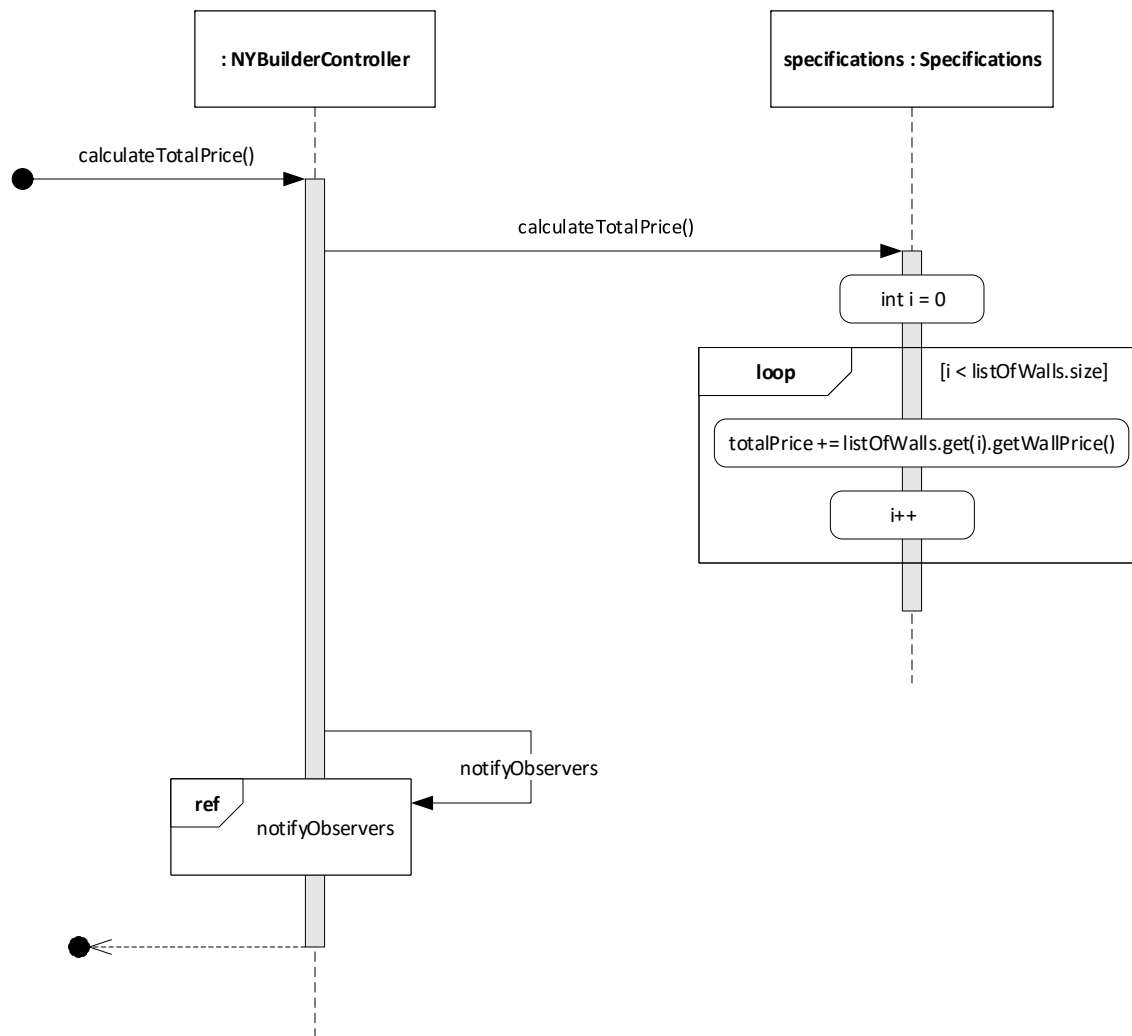 : NYBuilderController
specifications : Specifications
calculateTotalPrice()
calculateTotalPrice()
int i = 0
loop
[i < listOfWalls.size]
totalPrice += listOfWalls.get(i).getWallPrice()
i++
notifyObservers
ref
notifyObservers